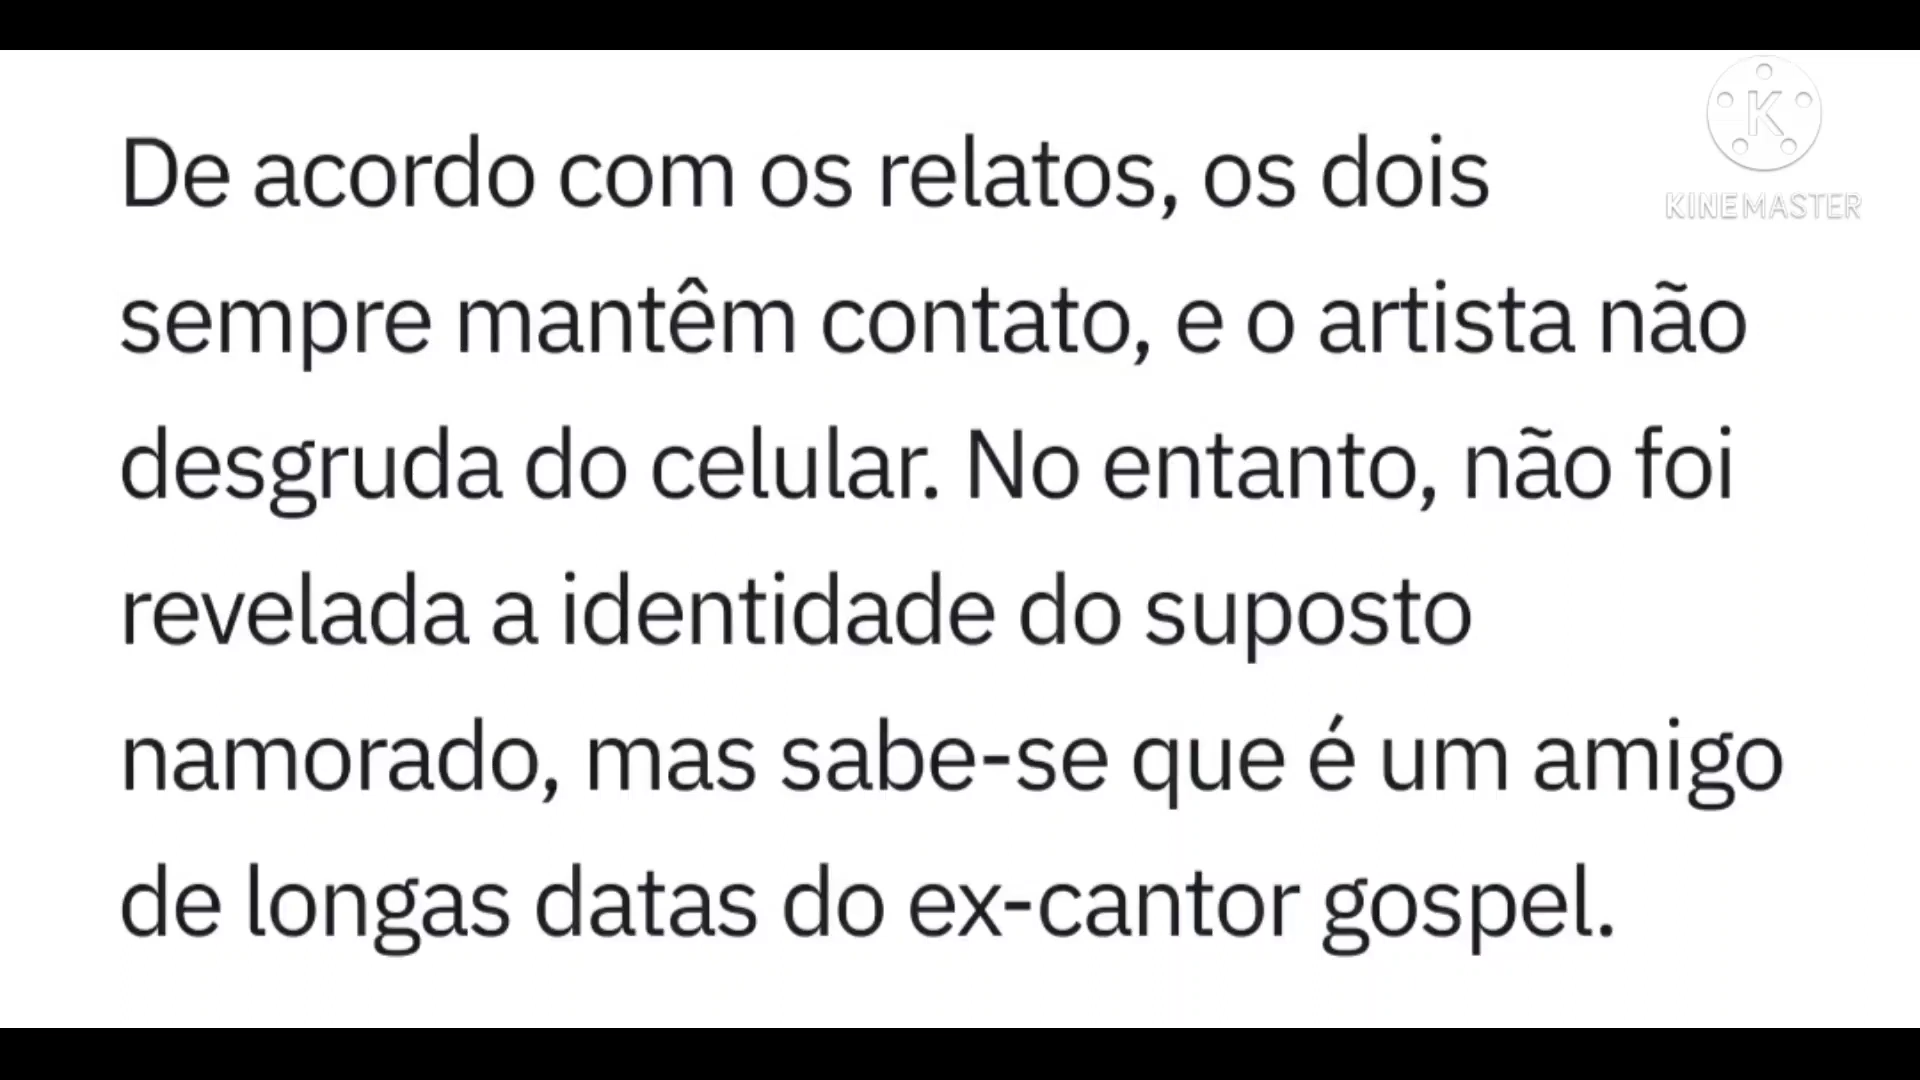 De acordo com os relatos, os dois
sempre mantêm contato, e o artista não
desgruda do celular. No entanto, não foi
revelada a identidade do suposto
namorado, mas sabe-se que é um amigo
de longas datas do ex-cantor gospel.
K
KINEMASTER